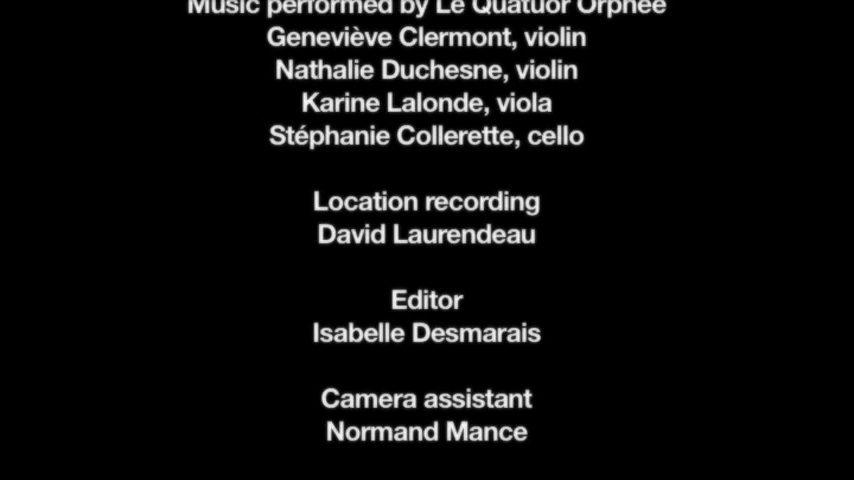 Music performed by Le Quatuor Orphée
Geneviève Clermont, violin
Nathalie Duchesne, violin
Karine Lalonde, viola
Stéphanie Collerette, cello
Location recording
David Laurendeau
Editor
Isabelle Desmarais
Camera assistant
Normand Mance